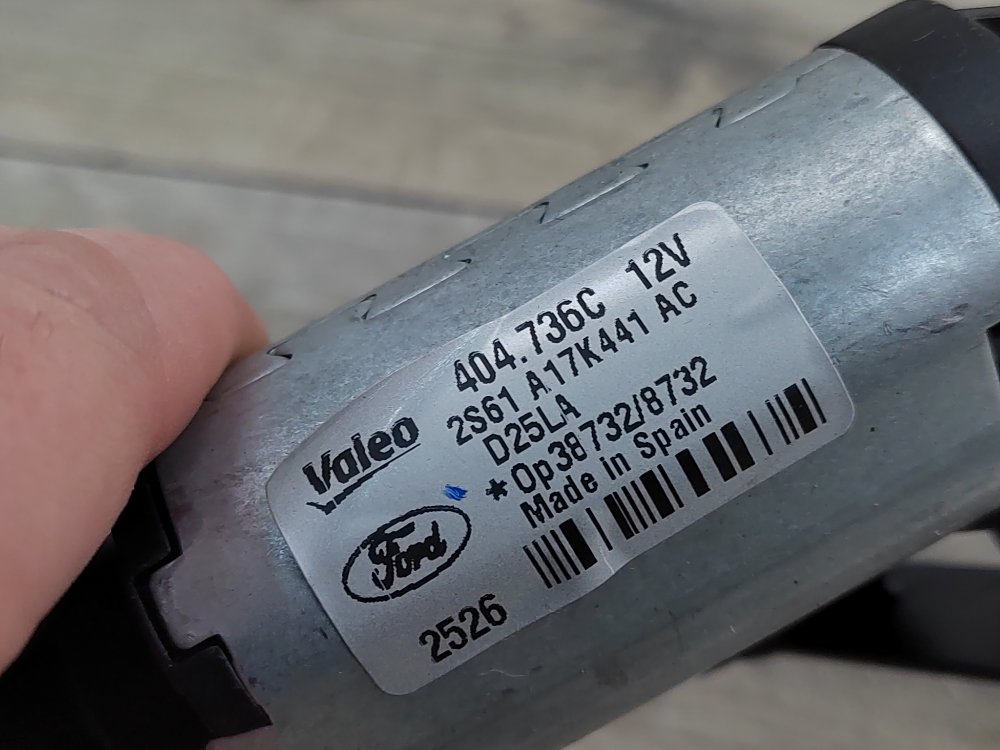 404.736C 12V
2S61 A17K441 AC
D25LA
*Op38732/8732
Made in Spain
Valeo
Ford
2526